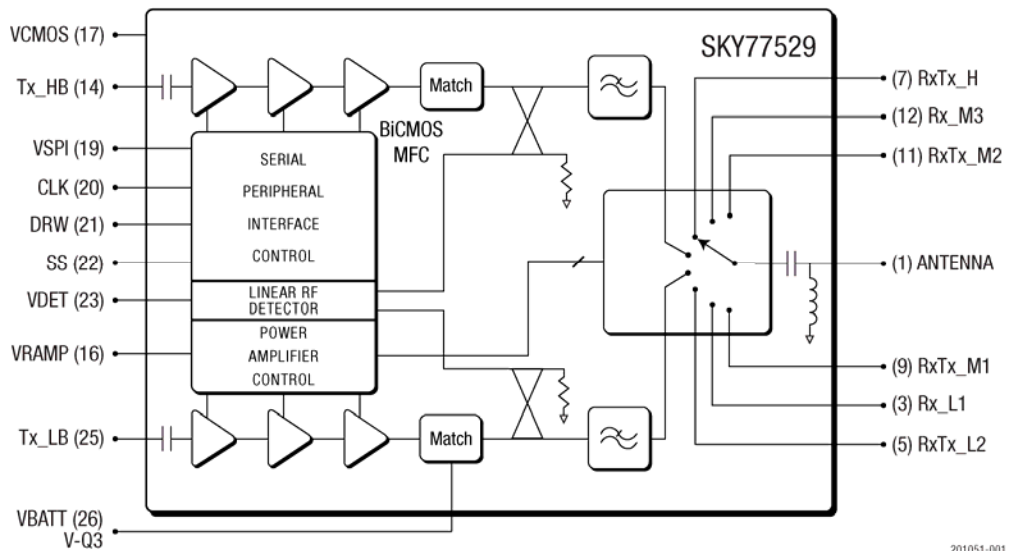 SKY77529
VCMOS (17)
Tx_HB (14)
VSPI (19)
CLK (20)
DRW (21)
SS (22)
VDET (23)
VRAMP (16)
Tx_LB (25)
VBATT (26)
V-Q3
Match
BiCMOS
MFC
SERIAL
PERIPHERAL
INTERFACE
CONTROL
LINEAR RF
DETECTOR
POWER
AMPLIFIER
CONTROL
Match
(7) RxTx_H
(12) Rx_M3
(11) RxTx_M2
(1) ANTENNA
(9) RxTx_M1
(3) Rx_L1
(5) RxTx_L2
201051-001